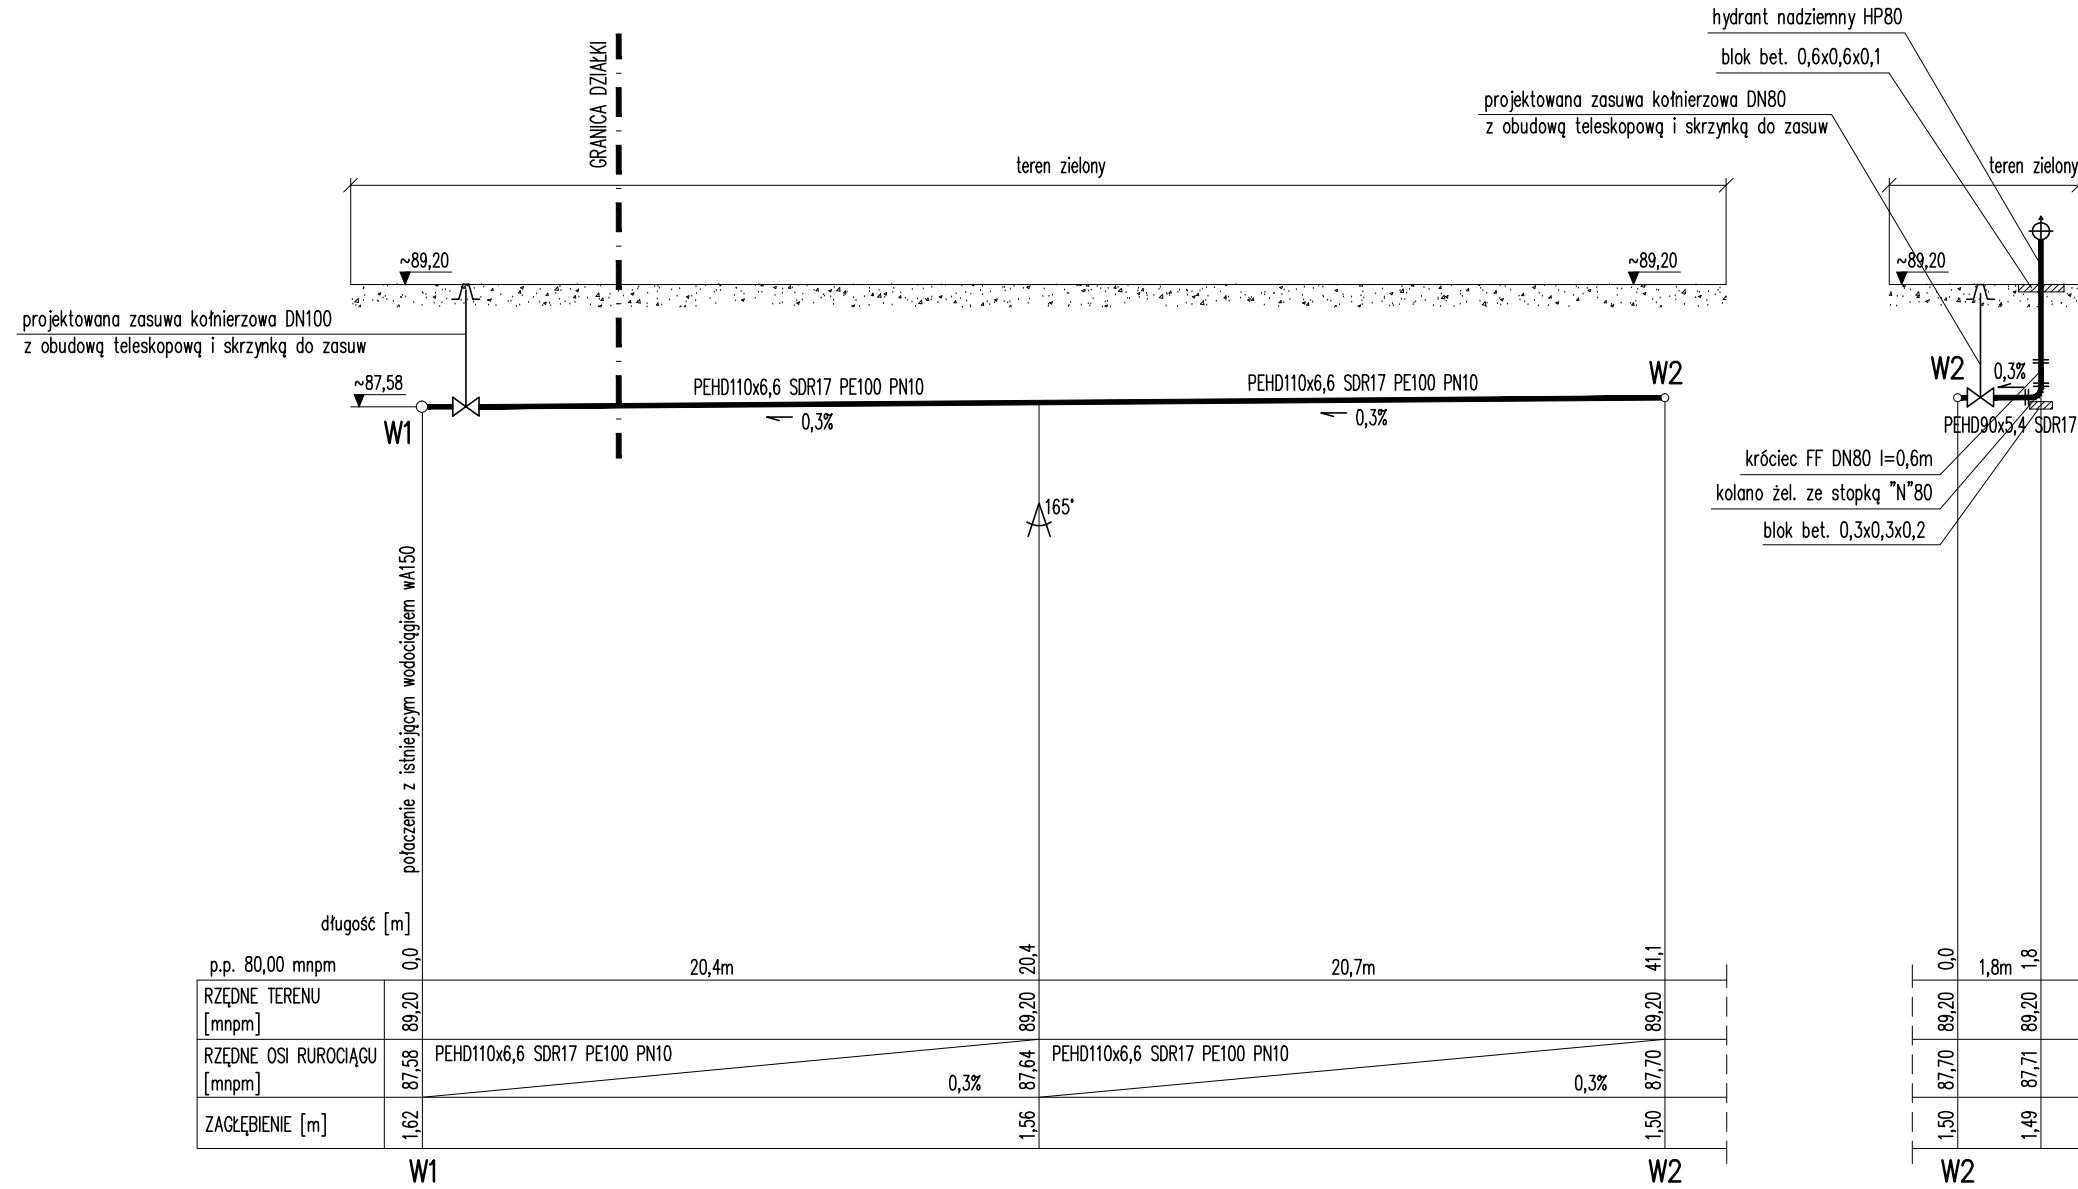 hydrant nadziemny HP80
blok bet. 0,6x0,6x0,1
projektowana zasuwa kołnierzowa DN80
z obudową teleskopową i skrzynką do zasuw
GRANICA DZIAŁKI
teren zielony
teren zielony
~89,20
~89,20
~89,20
projektowana zasuwa kołnierzowa DN100
z obudową teleskopową i skrzynką do zasuw
~87,58
W1
PEHD110x6,6 SDR17 PE100 PN10
0,3%
PEHD110x6,6 SDR17 PE100 PN10
0,3%
W2
W2
0,3%
PEHD90x5,4 SDR17
króciec FF DN80 l=0,6m
kolano żel. ze stopką "N"80
blok bet. 0,3x0,3x0,2
165°
połaczenie z istniejącym wodociągiem wA150
długość [m]
p.p. 80,00 mnpm
0,0
20,4m
20,4
20,7m
41,1
0,0
1,8m
1,8
RZĘDNE TERENU
[mnpm]
89,20
89,20
89,20
89,20
89,20
RZĘDNE OSI RUROCIĄGU
[mnpm]
87,58
PEHD110x6,6 SDR17 PE100 PN10
0,3%
87,64
PEHD110x6,6 SDR17 PE100 PN10
0,3%
87,70
87,70
87,71
ZAGŁĘBIENIE [m]
1,62
1,56
1,50
1,50
1,49
W1
W2
W2